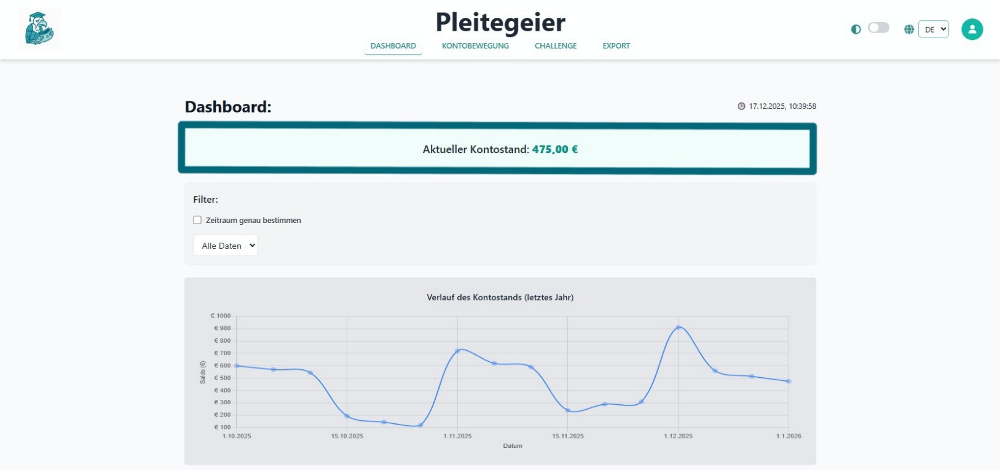 Pleitegeier
DE
DASHBOARD KONTOBEWEGUNG CHALLENGE EXPORT
Dashboard:
17.12.2025, 10:39:58
Aktueller Kontostand: 475,00 €
Filter:
Zeitraum genau bestimmen
Alle Daten
Verlauf des Kontostands (letztes Jahr)
€ 1000
€ 900
€ 800
€ 700
€ 600
€ 500
€ 400
€ 300
€ 200
€ 100
Saldo (€)
1.10.2025 15.10.2025 1.11.2025 15.11.2025 1.12.2025 1.1.2026
Datum